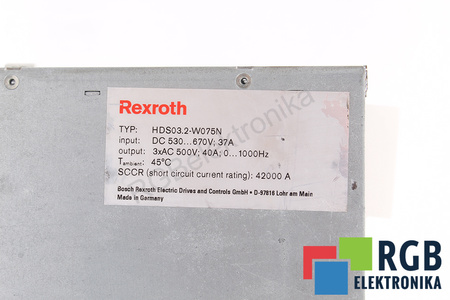 Rexroth
TYP: HDS03.2-W075N
input: DC 530...670V; 37A
output: 3xAC 500V; 40A; 0...1000Hz
Tambient: 45°C
SCCR (short circuit current rating): 42000 A
Bosch Rexroth Electric Drives and Controls GmbH • D-97816 Lohr am Main
Made in Germany
RGB
ELEKTRONIKA